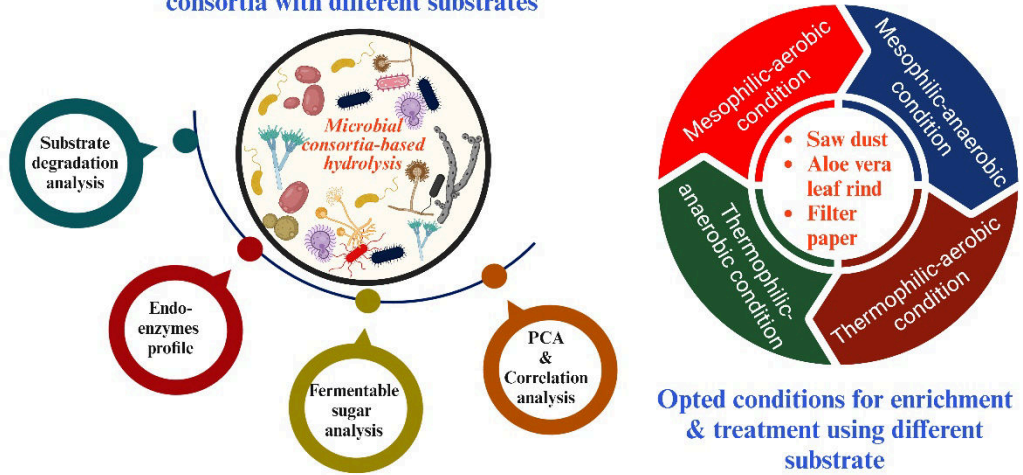 consortia with different substrates
Microbial
consortia-based
hydrolysis
Substrate
degradation
analysis
Endo-
enzymes
profile
Fermentable
sugar
analysis
PCA
&
Correlation
analysis
Mesophilic-aerobic
condition
Mesophilic-anaerobic
condition
Thermophilic-
anaerobic condition
Thermophilic-aerobic
condition
• Saw dust
• Aloe vera
leaf rind
• Filter
paper
Opted conditions for enrichment
& treatment using different
substrate